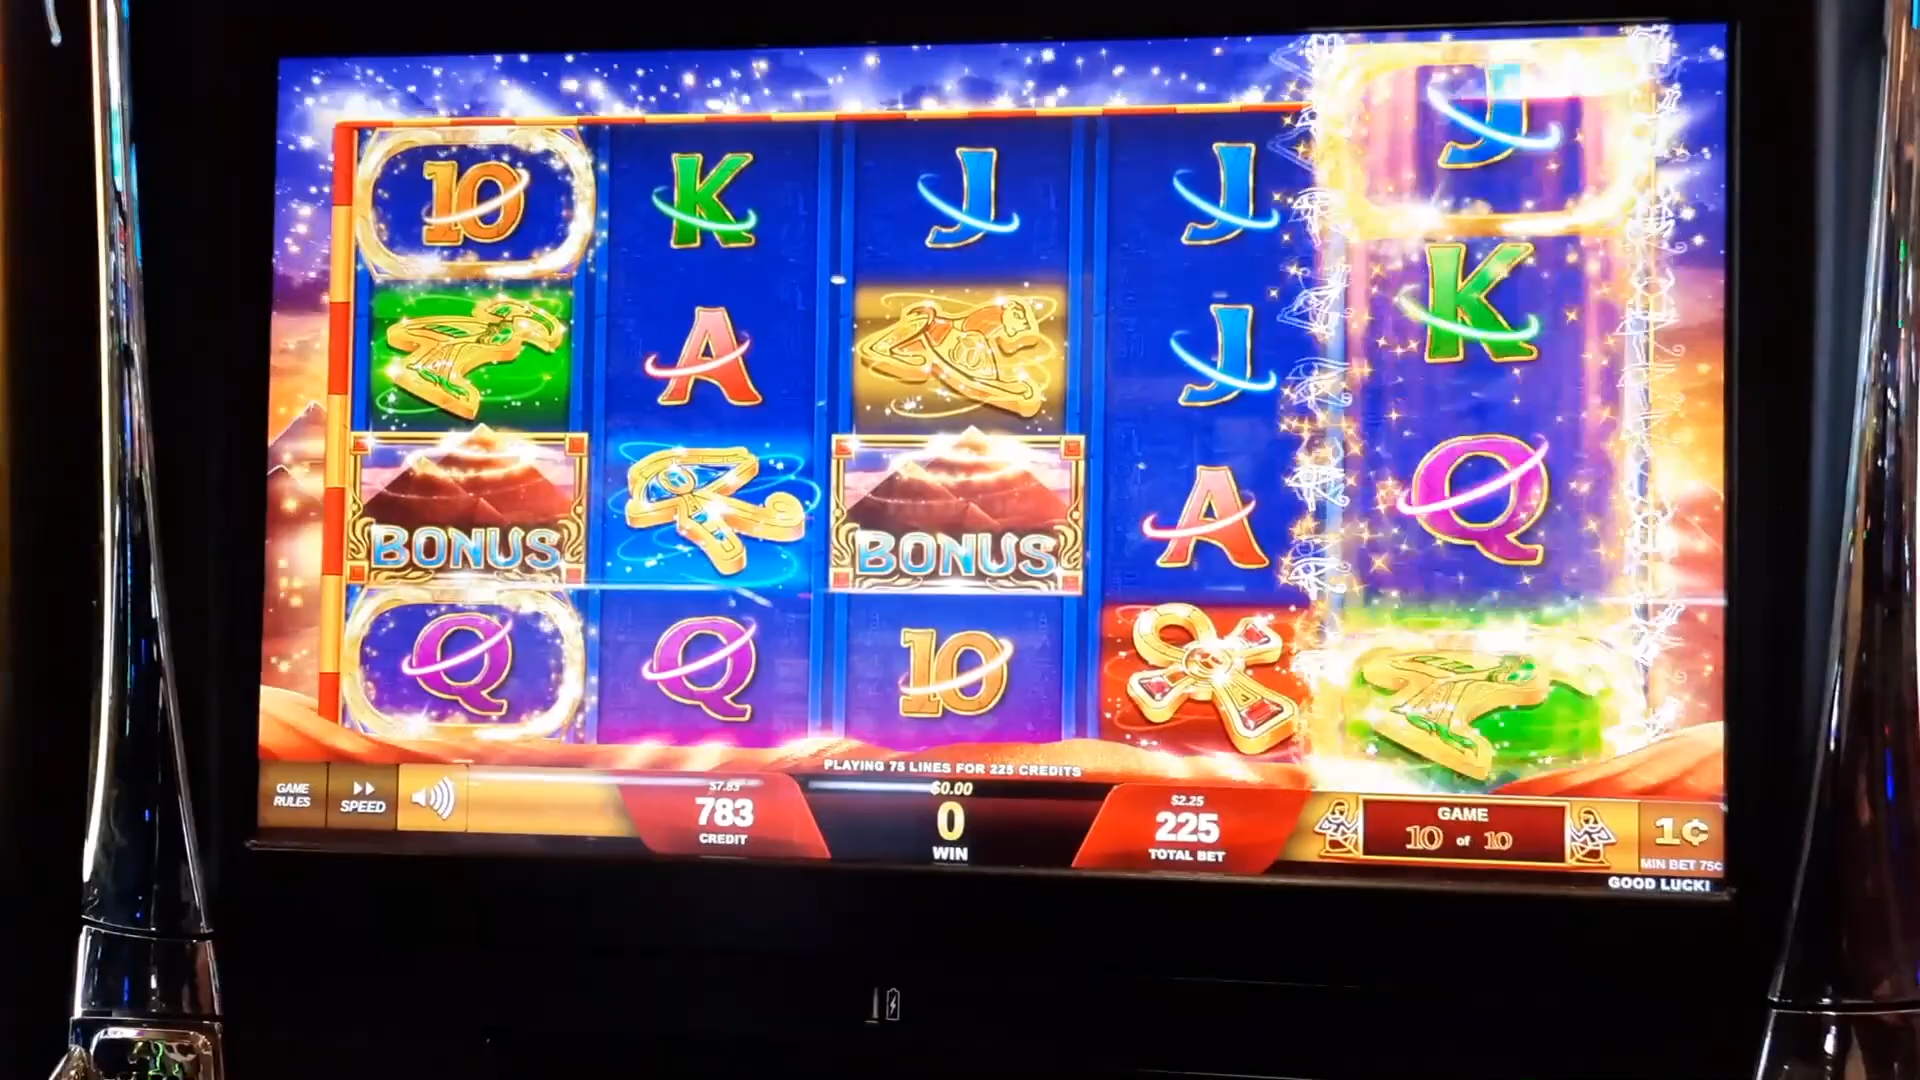 10 K J J J
A J K
BONUS BONUS A Q
Q Q 10
PLAYING 75 LINES FOR 225 CREDITS
GAME
RULES
SPEED
$7.83
783
CREDIT
$0.00
0
WIN
$2.25
225
TOTAL BET
GAME
10 of 10
1¢
MIN BET 75¢
GOOD LUCK!